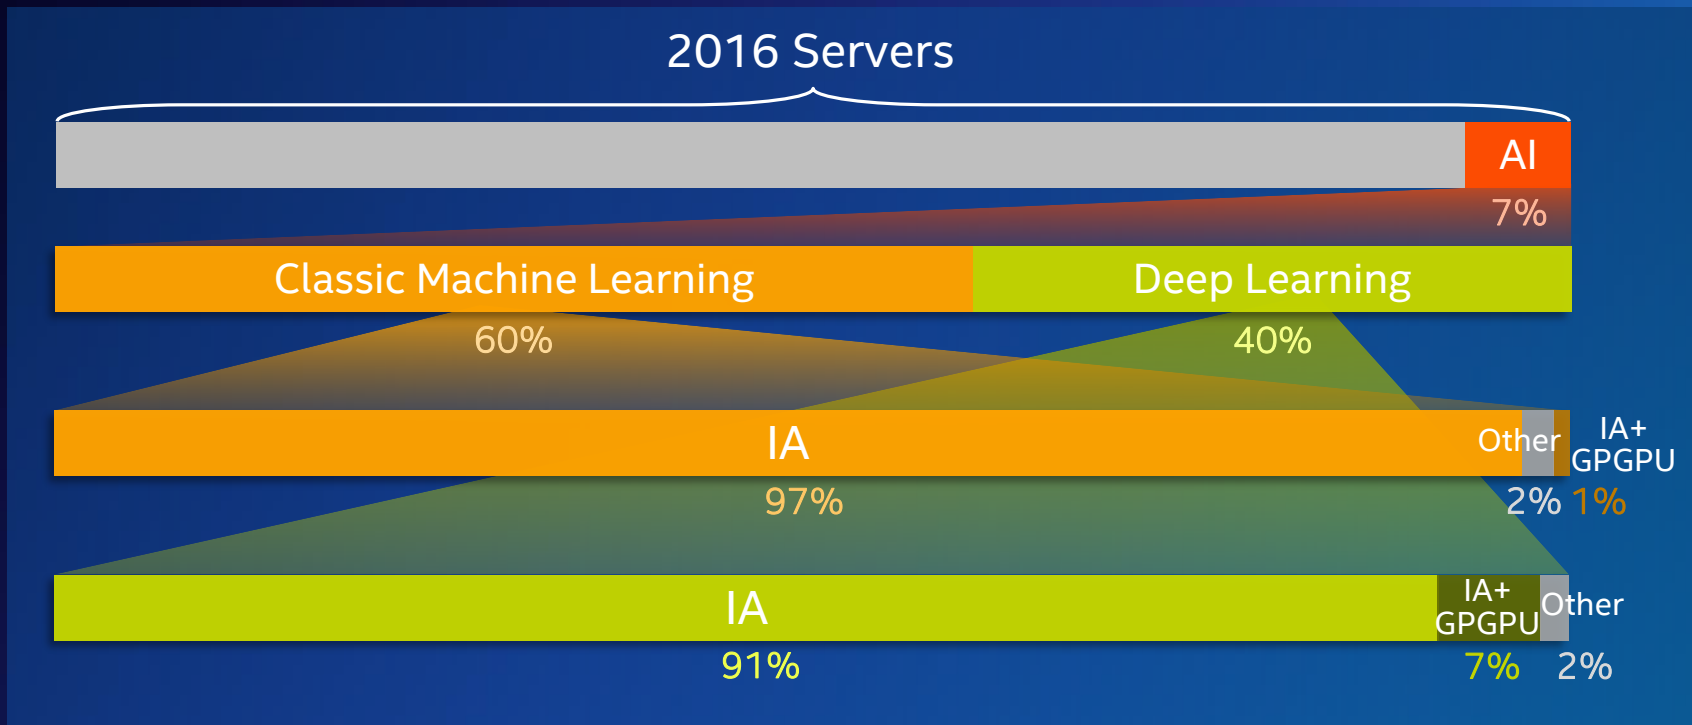 2016 Servers
AI
7%
Classic Machine Learning
Deep Learning
60%
40%
IA
Other
IA+
GPGPU
97%
2%
1%
IA
IA+
GPGPU
Other
91%
7%
2%